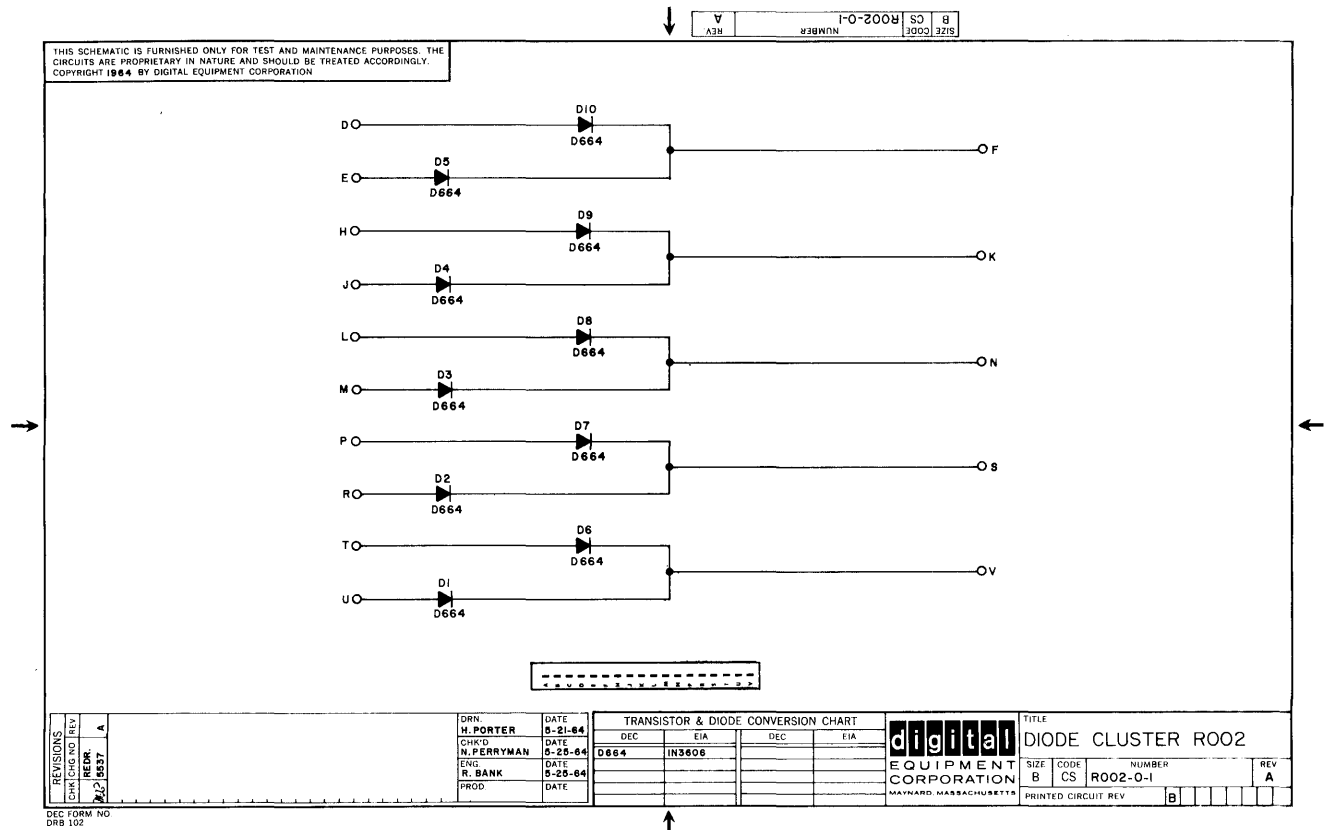 SIZE CODE NUMBER REV
B CS R002-0-1 A
THIS SCHEMATIC IS FURNISHED ONLY FOR TEST AND MAINTENANCE PURPOSES. THE
CIRCUITS ARE PROPRIETARY IN NATURE AND SHOULD BE TREATED ACCORDINGLY.
COPYRIGHT 1964 BY DIGITAL EQUIPMENT CORPORATION
D10
D
D664
F
D5
E
D664
D9
H
D664
K
D4
J
D664
D8
L
D664
N
D3
M
D664
D7
P
D664
S
D2
R
D664
D6
T
D664
V
D1
U
D664
A B C D E F H J K L M N P R S T U V
REVISIONS
CHK CHG NO REV
REDR.
5537 A
DRN. DATE
H. PORTER 5-21-64
CHK'D DATE
N. PERRYMAN 5-25-64
ENG. DATE
R. BANK 5-25-64
PROD. DATE
TRANSISTOR & DIODE CONVERSION CHART
DEC EIA DEC EIA
D664 IN3606
digital
EQUIPMENT
CORPORATION
MAYNARD, MASSACHUSETTS
TITLE
DIODE CLUSTER R002
SIZE CODE NUMBER REV
B CS R002-0-1 A
PRINTED CIRCUIT REV B
DEC FORM NO.
DRB 102